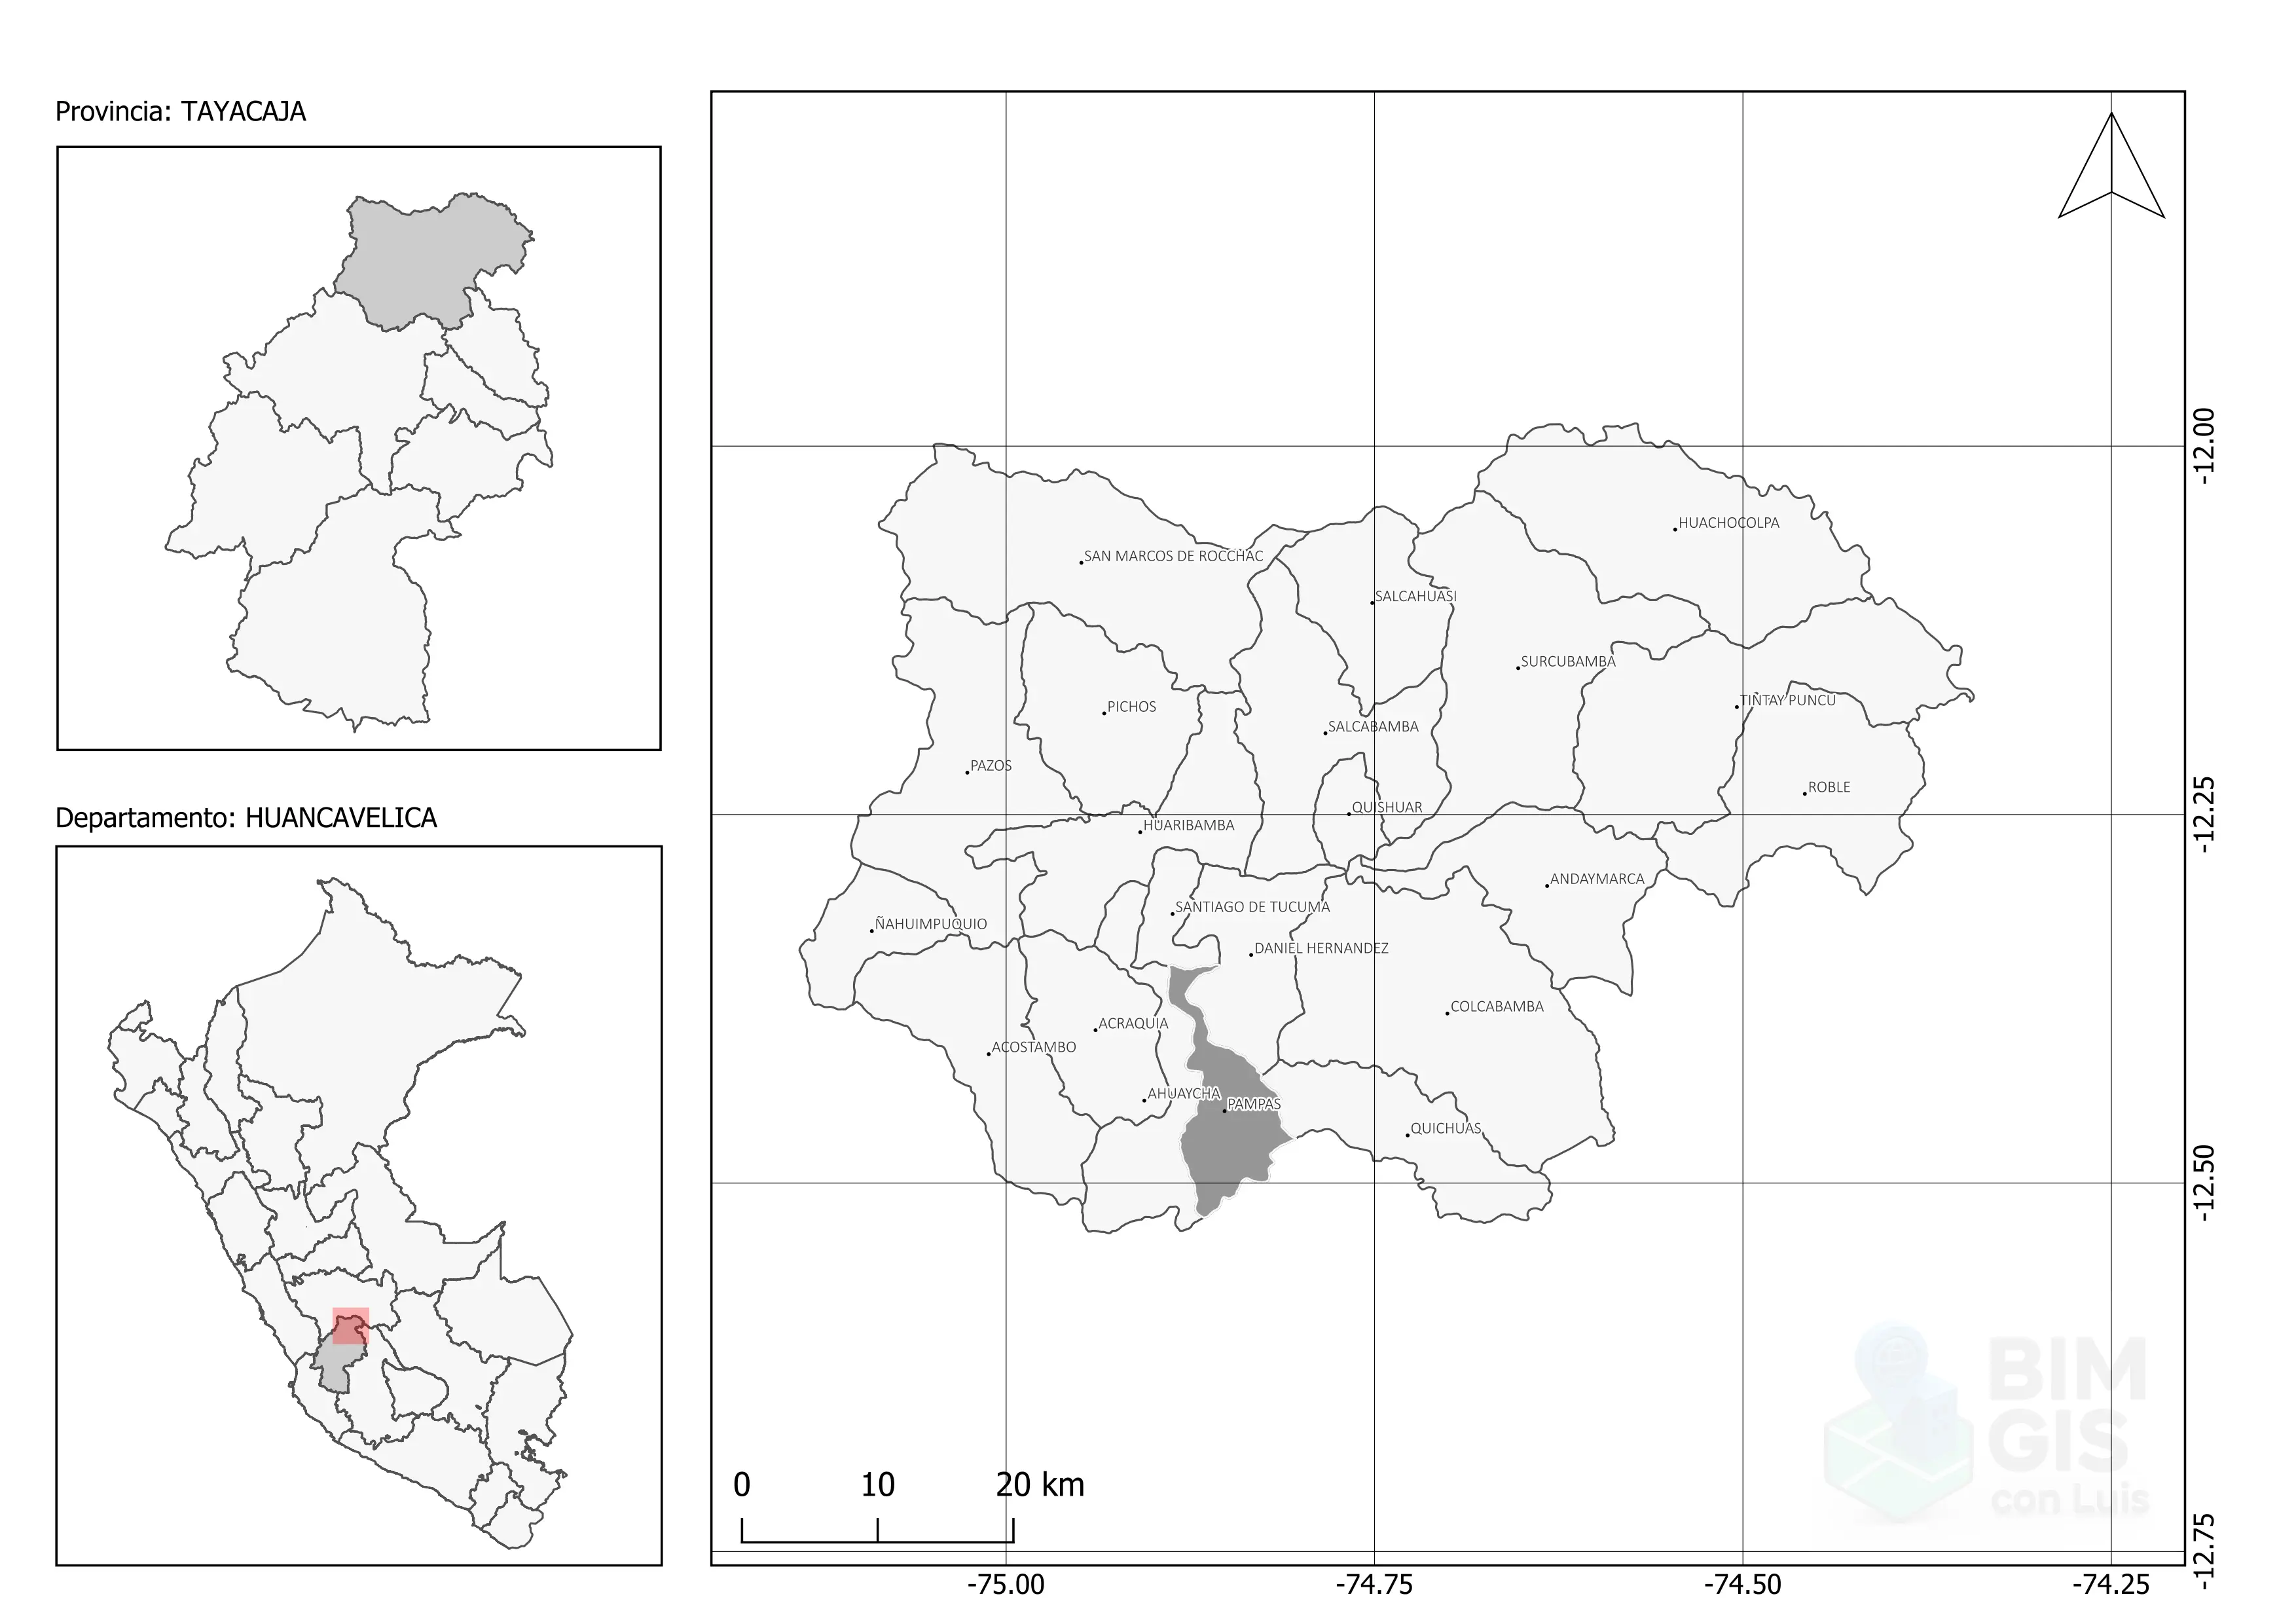 Provincia: TAYACAJA
Departamento: HUANCAVELICA
HUACHOCOLPA
SAN MARCOS DE ROCCHAC
SALCAHUASI
SURCUBAMBA
TINTAY PUNCU
PICHOS
SALCABAMBA
PAZOS
ROBLE
QUISHUAR
HUARIBAMBA
ANDAYMARCA
SANTIAGO DE TUCUMA
ÑAHUIMPUQUIO
DANIEL HERNANDEZ
COLCABAMBA
ACRAQUIA
ACOSTAMBO
AHUAYCHA
PAMPAS
QUICHUAS
-12.00
-12.25
-12.50
-12.75
BIM
GIS
con Luis
0 10 20 km
-75.00 -74.75 -74.50 -74.25